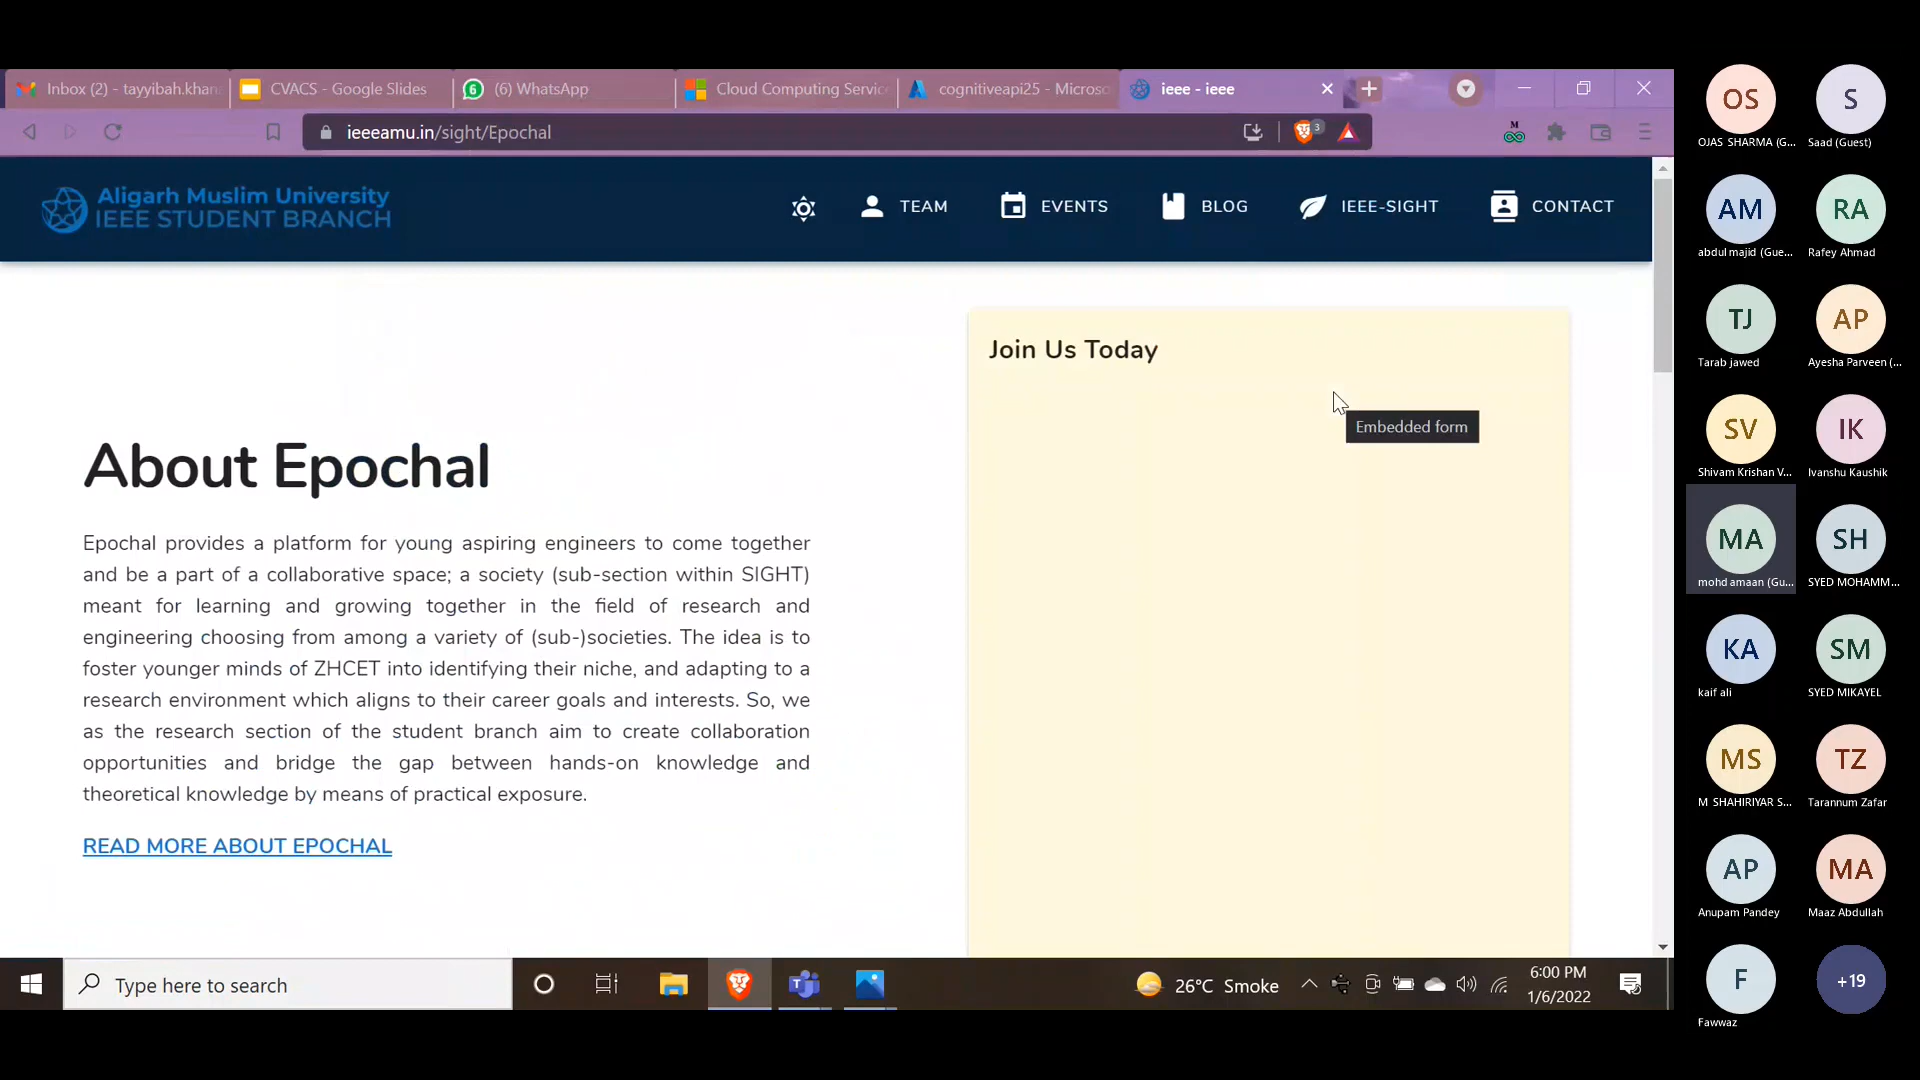 Inbox (2) - tayyibah.khan
CVACS - Google Slides
6
(6) WhatsApp
Cloud Computing Servic
cognitiveapi25 - Microso
ieee - ieee
ieeeamu.in/sight/Epochal
3
M
Aligarh Muslim University
IEEE STUDENT BRANCH
TEAM
EVENTS
BLOG
IEEE-SIGHT
CONTACT
About Epochal
Epochal provides a platform for young aspiring engineers to come together
and be a part of a collaborative space; a society (sub-section within SIGHT)
meant for learning and growing together in the field of research and
engineering choosing from among a variety of (sub-)societies. The idea is to
foster younger minds of ZHCET into identifying their niche, and adapting to a
research environment which aligns to their career goals and interests. So, we
as the research section of the student branch aim to create collaboration
opportunities and bridge the gap between hands-on knowledge and
theoretical knowledge by means of practical exposure.
READ MORE ABOUT EPOCHAL
Join Us Today
Embedded form
Type here to search
26°C Smoke
6:00 PM
1/6/2022
OS
OJAS SHARMA (G...
S
Saad (Guest)
AM
abdul majid (Gue...
RA
Rafey Ahmad
TJ
Tarab jawed
AP
Ayesha Parveen (...
SV
Shivam Krishan V...
IK
Ivanshu Kaushik
MA
mohd amaan (Gu...
SH
SYED MOHAMM...
KA
kaif ali
SM
SYED MIKAYEL
MS
M SHAHIRIYAR S...
TZ
Tarannum Zafar
AP
Anupam Pandey
MA
Maaz Abdullah
F
Fawwaz
+19